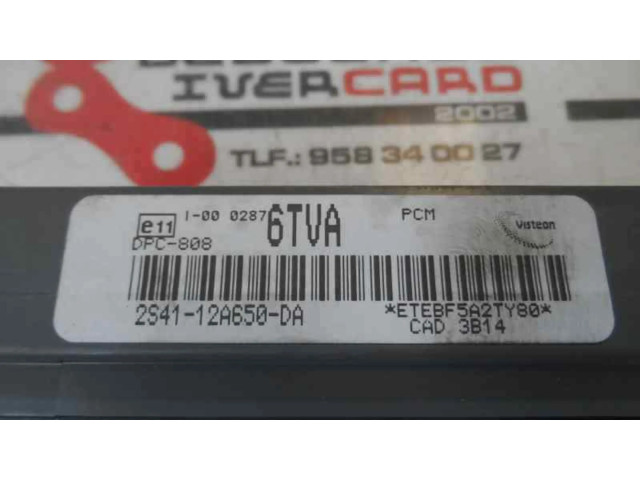 IVERCARD
2002
TLF.: 958 34 00 27
e11 I-00 0287 6TVA PCM Visteon
DPC-808
2S41-12A650-DA *ETEBF5A2TY80*
CAD 3B14